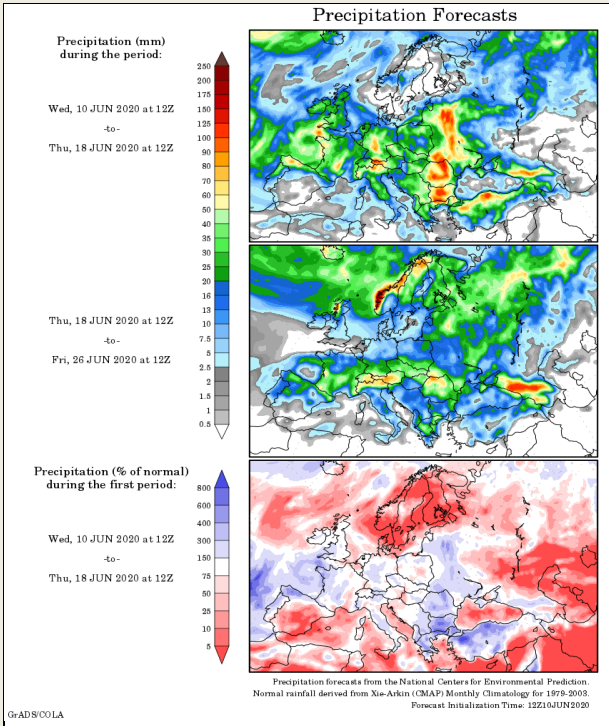 Precipitation Forecasts
Precipitation (mm)
during the period:
Wed, 10 JUN 2020 at 12Z
-to-
Thu, 18 JUN 2020 at 12Z
250
200
175
150
125
100
90
80
70
60
50
40
35
30
25
20
16
13
10
7.5
5
2.5
2
1.5
1
0.5
Thu, 18 JUN 2020 at 12Z
-to-
Fri, 26 JUN 2020 at 12Z
Precipitation (% of normal)
during the first period:
Wed, 10 JUN 2020 at 12Z
-to-
Thu, 18 JUN 2020 at 12Z
800
600
400
300
150
75
50
25
10
5
Precipitation forecasts from the National Centers for Environmental Prediction.
Normal rainfall derived from Xie-Arkin (CMAP) Monthly Climatology for 1979-2003.
Forecast Initialization Time: 12Z10JUN2020
GrADS/COLA